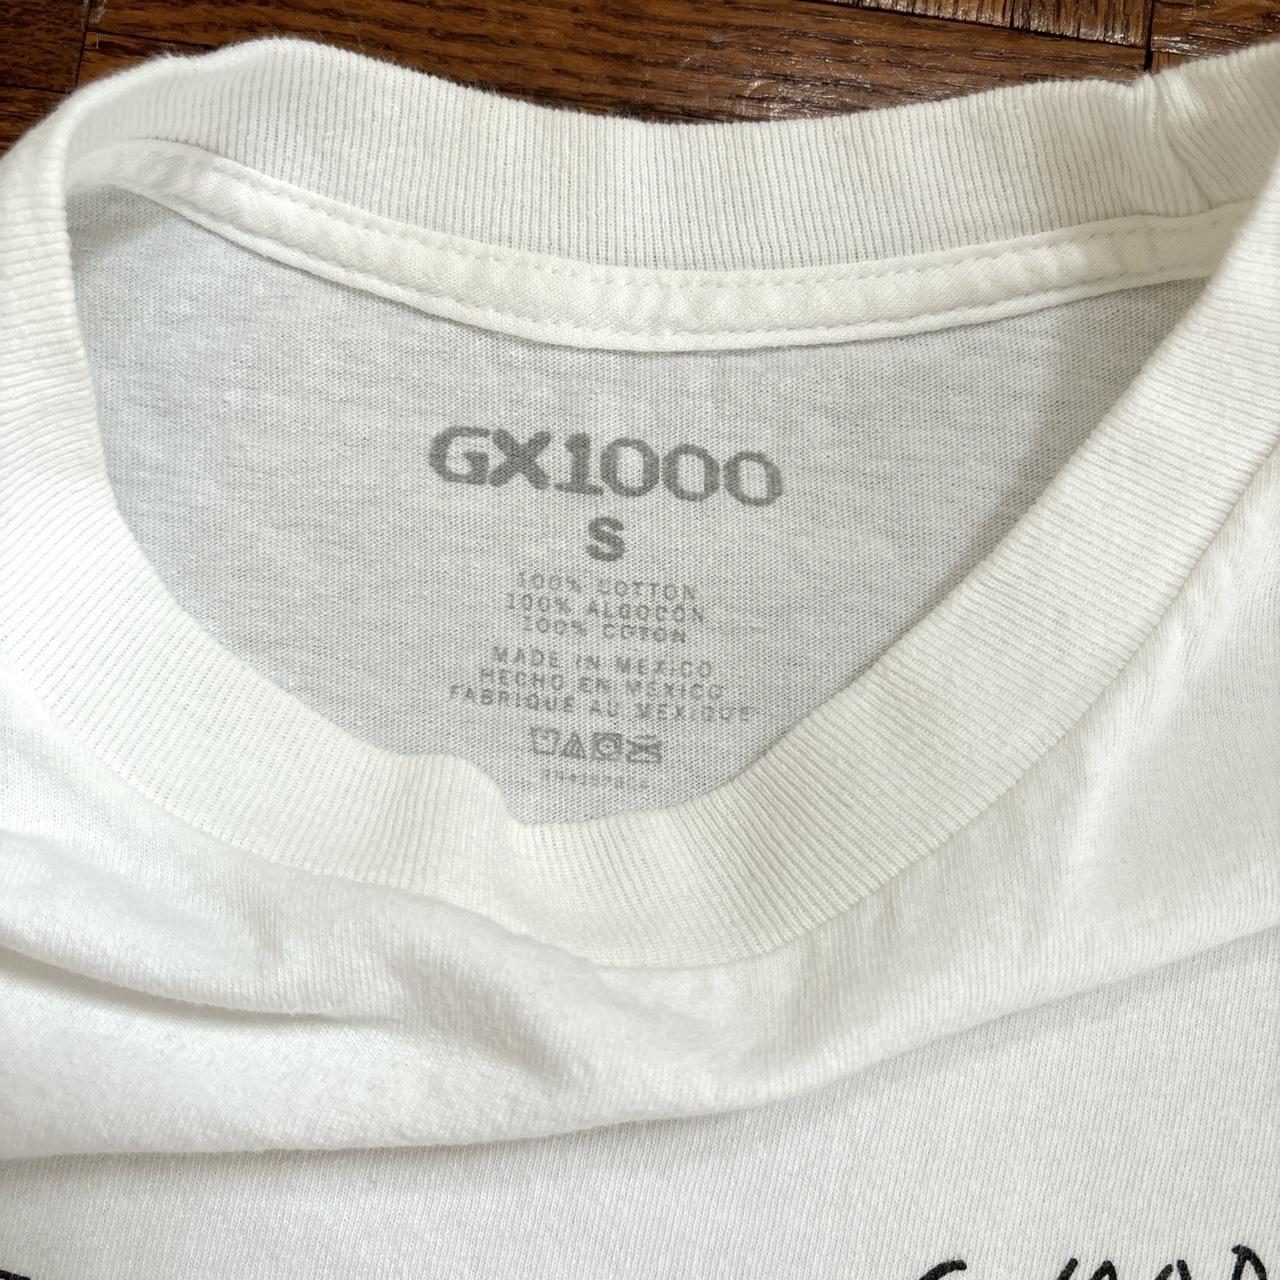 GX1000
S
100% COTTON
100% ALGODON
100% COTON
MADE IN MEXICO
HECHO EN MEXICO
FABRIQUE AU MEXIQUE